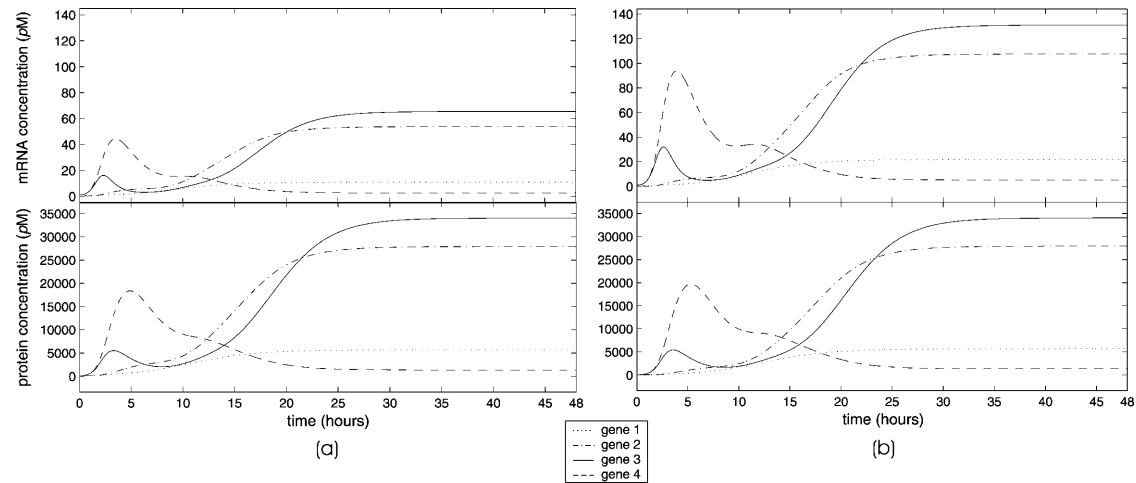 mRNA concentration (pM)
140
120
100
80
60
40
20
0
140
120
100
80
60
40
20
0
protein concentration (pM)
35000
30000
25000
20000
15000
10000
5000
0
35000
30000
25000
20000
15000
10000
5000
0
0 5 10 15 20 25 30 35 40 45 48
0 5 10 15 20 25 30 35 40 45 48
time (hours)
time (hours)
(a)
(b)
gene 1
gene 2
gene 3
gene 4